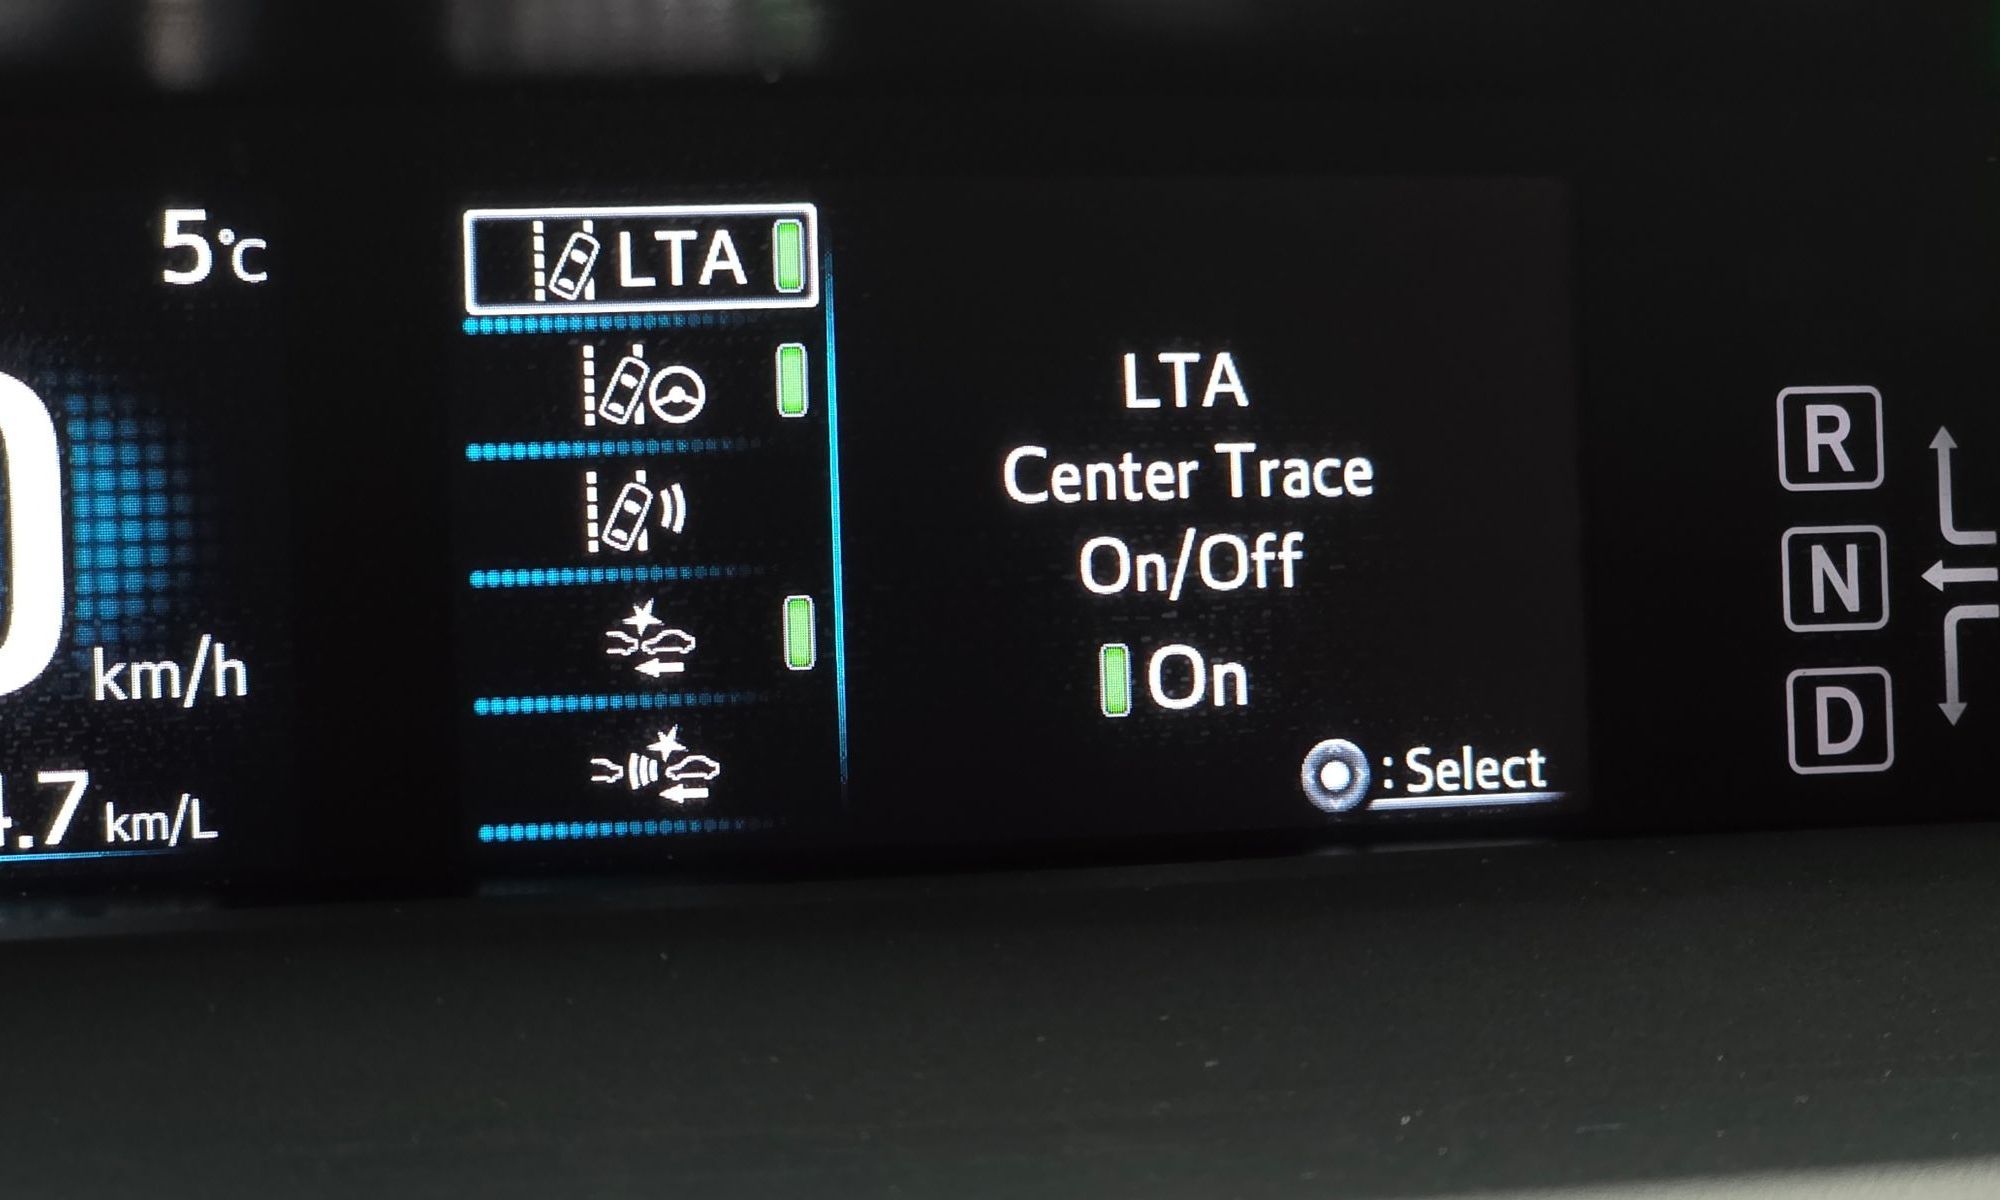 5°C
LTA
LTA
Center Trace
On/Off
On
: Select
km/h
.7 km/L
R
N
D